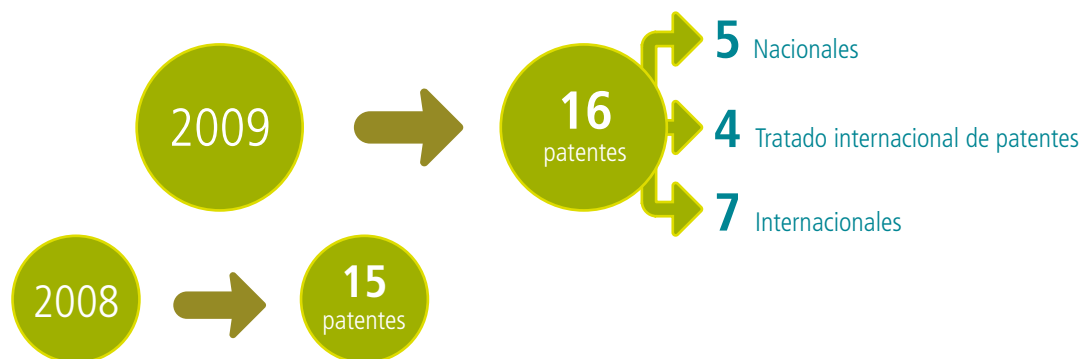 2009
16
patentes
5 Nacionales
4 Tratado internacional de patentes
7 Internacionales
2008
15
patentes